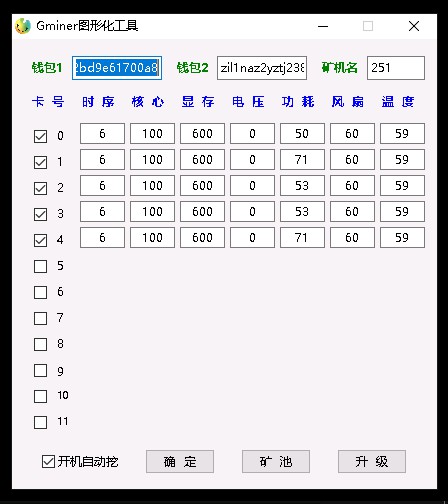 Gminer图形化工具
钱包1 2bd9e61700a8 钱包2 zil1naz2yztj238 矿机名 251
卡 号 时 序 核 心 显 存 电 压 功 耗 风 扇 温 度
0 6 100 600 0 50 60 59
1 6 100 600 0 71 60 59
2 6 100 600 0 53 60 59
3 6 100 600 0 53 60 59
4 6 100 600 0 71 60 59
5
6
7
8
9
10
11
开机自动挖 确 定 矿 池 升 级